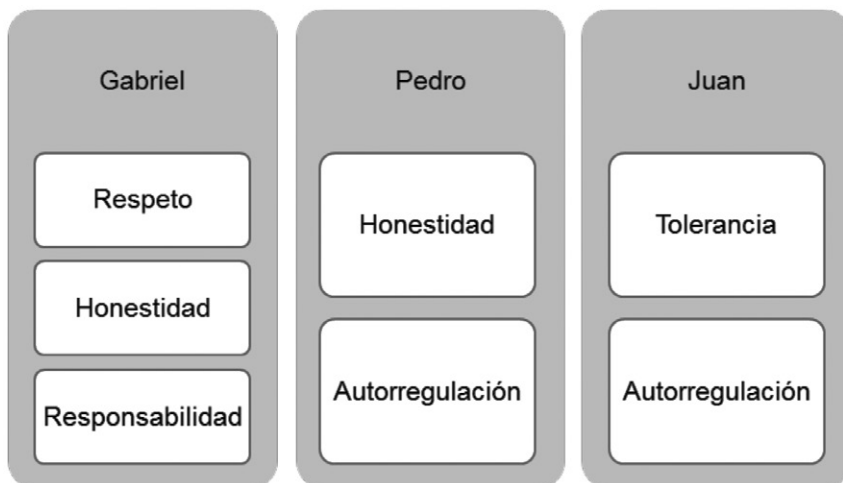 Gabriel
Respeto
Honestidad
Responsabilidad
Pedro
Honestidad
Autorregulación
Juan
Tolerancia
Autorregulación